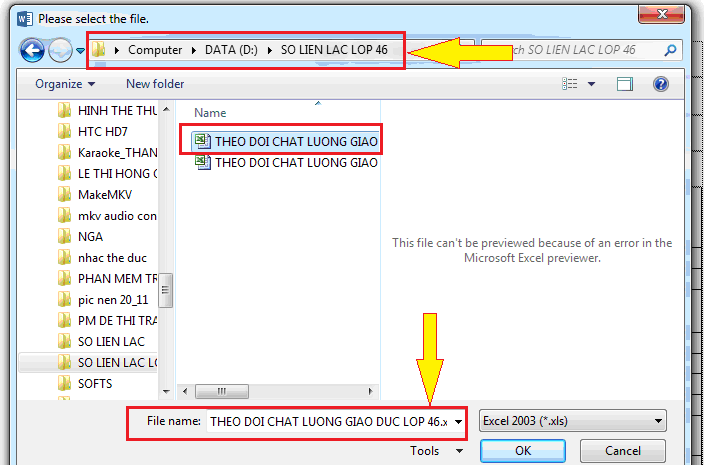 Please select the file.
Computer DATA (D:) SO LIEN LAC LOP 46
ch SO LIEN LAC LOP 46
Organize New folder
HINH THE THU
HTC HD7
Karaoke_THAN
LE THI HONG G
MakeMKV
mkv audio con
NGA
nhac the duc
PHAN MEM TR
pic nen 20_11
PM DE THI TRA
SO LIEN LAC
SO LIEN LAC LO
SOFTS
Name
THEO DOI CHAT LUONG GIAO
THEO DOI CHAT LUONG GIAO
This file can't be previewed because of an error in the
Microsoft Excel previewer.
File name: THEO DOI CHAT LUONG GIAO DUC LOP 46.x
Excel 2003 (*.xls)
Tools OK Cancel